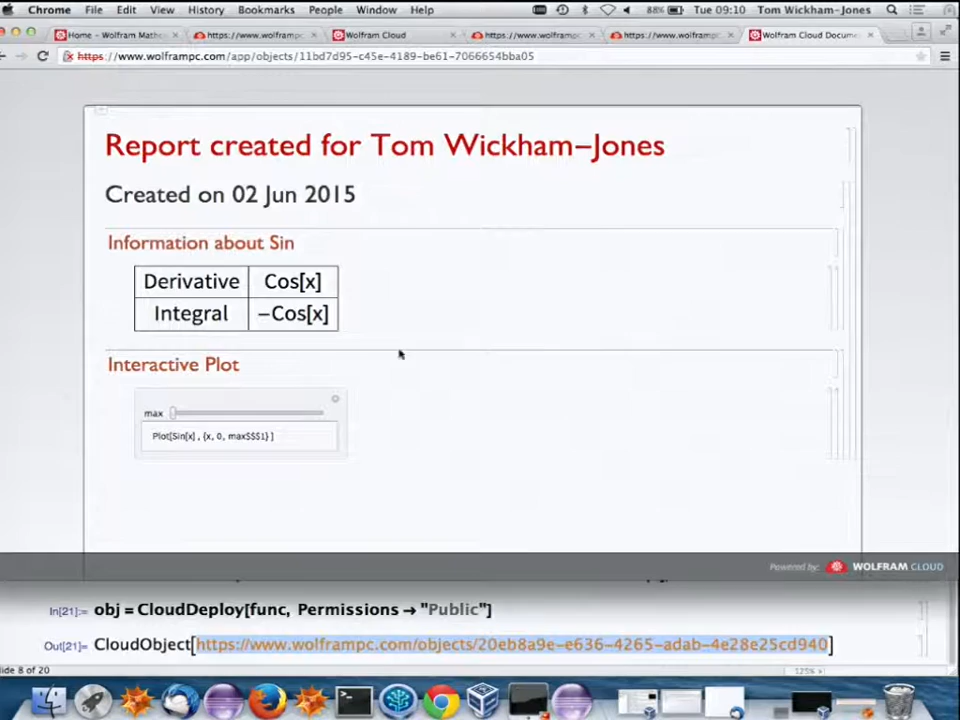 Chrome File Edit View History Bookmarks People Window Help 88% Tue 09:10 Tom Wickham-Jones
Home - Wolfram Mathe https://www.wolframp Wolfram Cloud https://www.wolframpc. https://www.wolframpc. Wolfram Cloud Docume
https://www.wolframpc.com/app/objects/11bd7d95-c45e-4189-be61-7066654bba05
Report created for Tom Wickham-Jones
Created on 02 Jun 2015
Information about Sin
Derivative Cos[x]
Integral -Cos[x]
Interactive Plot
max
Plot[Sin[x] , {x, 0, max$$$1} ]
Powered by: WOLFRAM CLOUD
In[21]:= obj = CloudDeploy[func, Permissions → "Public"]
Out[21]= CloudObject[https://www.wolframpc.com/objects/20eb8a9e-e636-4265-adab-4e28e25cd940]
lide 8 of 20 125%